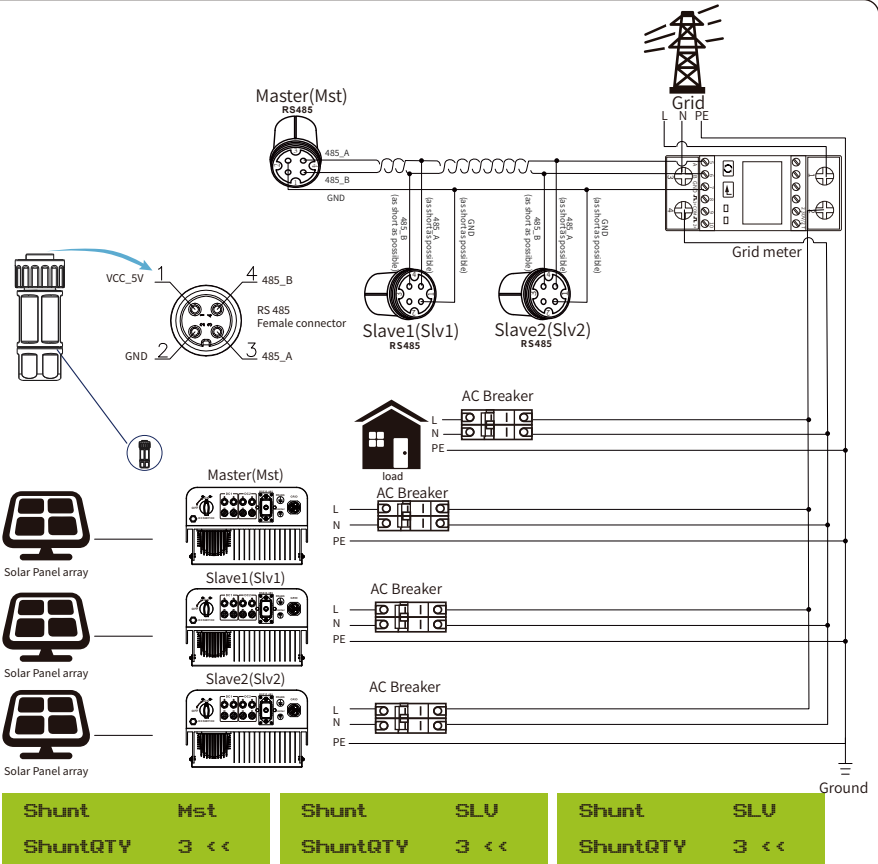 Master(Mst)
RS485
485_A
485_B
GND
Grid
L N PE
Grid meter
485_B
(as short as possible)
485_A
(as short as possible)
GND
(as short as possible)
485_B
(as short as possible)
485_A
(as short as possible)
GND
(as short as possible)
Slave1(Slv1)
RS485
Slave2(Slv2)
RS485
VCC_5V 1
4 485_B
RS 485
Female connector
GND 2
3 485_A
AC Breaker
L
N
PE
load
Master(Mst)
AC Breaker
L
N
PE
Solar Panel array
Slave1(Slv1)
AC Breaker
L
N
PE
Solar Panel array
Slave2(Slv2)
AC Breaker
L
N
PE
Solar Panel array
Ground
Shunt Mst
ShuntQTY 3 <<
Shunt SLV
ShuntQTY 3 <<
Shunt SLV
ShuntQTY 3 <<